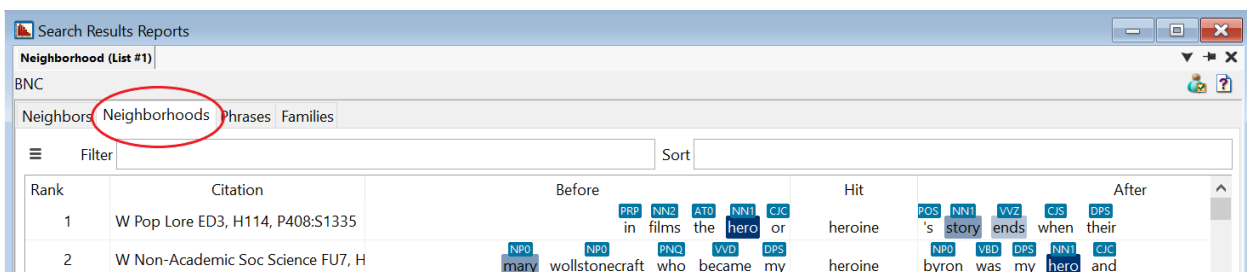 Search Results Reports
Neighborhood (List #1)
BNC
Neighbors Neighborhoods Phrases Families
Filter Sort
Rank Citation Before Hit After
PRP NN2 AT0 NN1 CJC POS NN1 VVZ CJS DPS
1 W Pop Lore ED3, H114, P408:S1335 in films the hero or heroine 's story ends when their
NP0 NP0 PNQ VVD DPS NP0 VBD DPS NN1 CJC
2 W Non-Academic Soc Science FU7, H mary wollstonecraft who became my heroine byron was my hero and